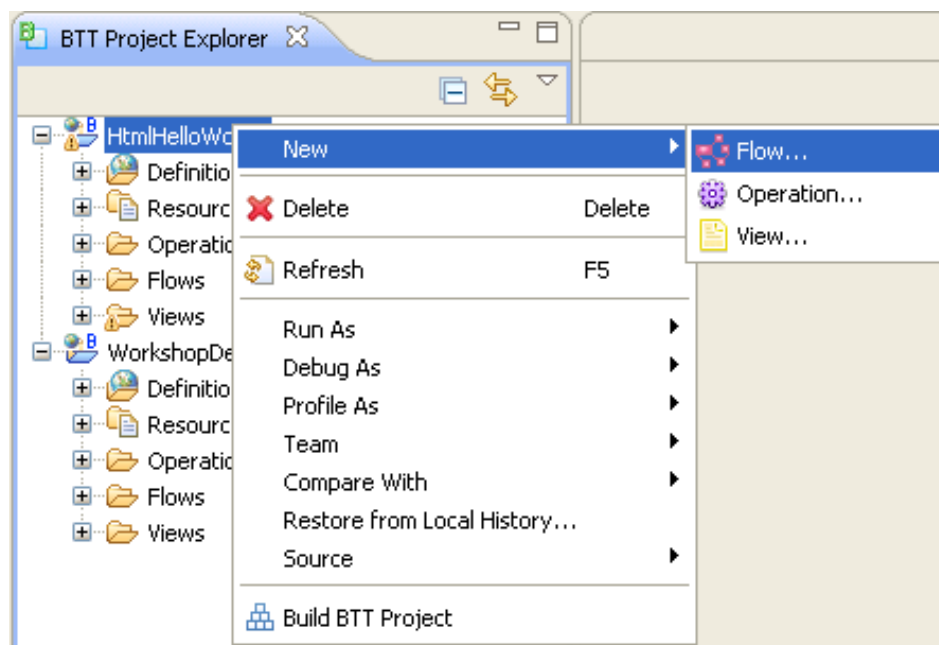 BTT Project Explorer
HtmlHelloWo
Definitio
Resourc
Operatio
Flows
Views
WorkshopDe
Definitio
Resourc
Operatio
Flows
Views
New
Delete Delete
Refresh F5
Run As
Debug As
Profile As
Team
Compare With
Restore from Local History...
Source
Build BTT Project
Flow...
Operation...
View...